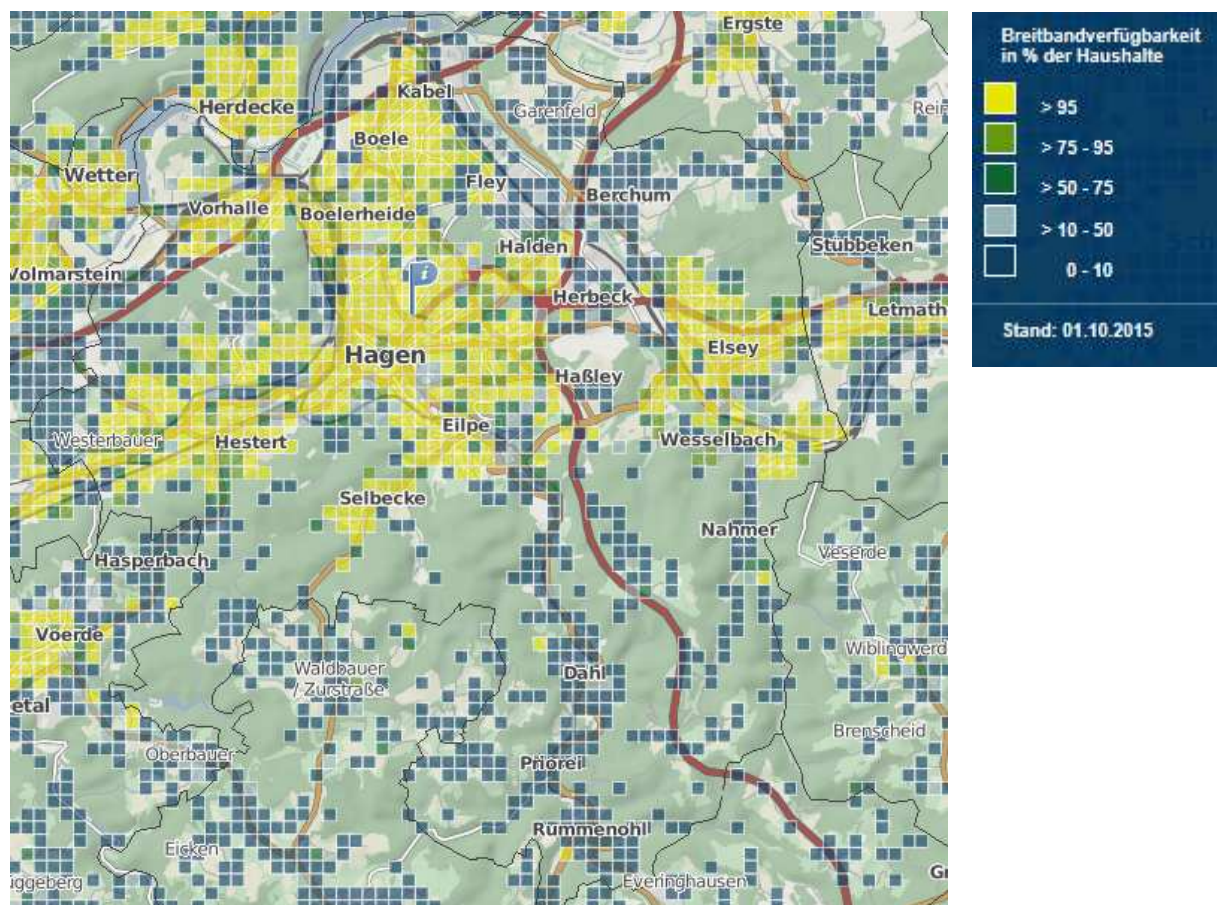 Ergste
Kabel
Herdecke
Garenfeld
Rein
Boele
Wetter
Fley
Berchum
Vorhalle
Boelerheide
Halden
Stübbeken
Volmarstein
Herbeck
Letmath
Hagen
Elsey
Haßley
Eilpe
Westerbauer
Hestert
Wesselbach
Selbecke
Nahmer
Hasperbach
Veserde
Voerde
Wiblingwerd
Waldbauer
/ Zurstraße
Dahl
etal
Brenscheid
Oberbauer
Priorei
Rummenohl
Eicken
Gr
üggeberg
Everinghausen
Breitbandverfügbarkeit
in % der Haushalte
> 95
> 75 - 95
> 50 - 75
> 10 - 50
0 - 10
Stand: 01.10.2015